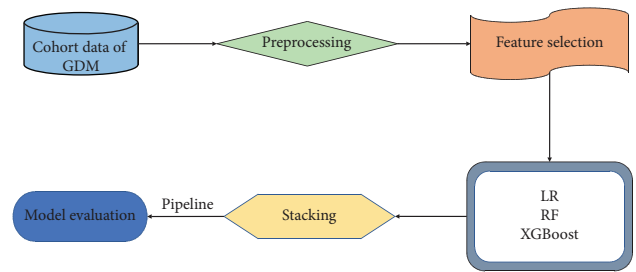 Cohort data of
GDM
Preprocessing
Feature selection
LR
RF
XGBoost
Stacking
Pipeline
Model evaluation